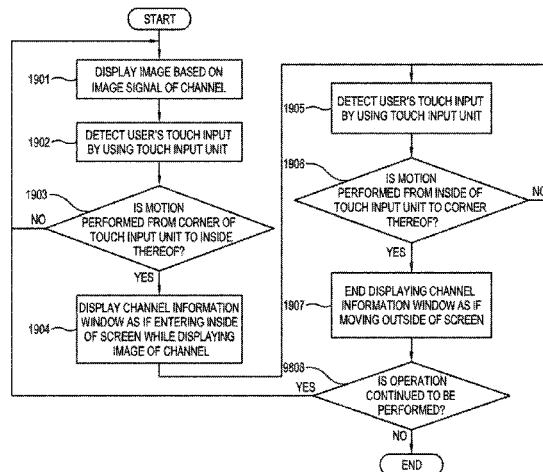 START
1901
DISPLAY IMAGE BASED ON
IMAGE SIGNAL OF CHANNEL
1902
DETECT USER'S TOUCH INPUT
BY USING TOUCH INPUT UNIT
1903
IS MOTION
PERFORMED FROM CORNER OF
TOUCH INPUT UNIT TO INSIDE
THEREOF?
NO
YES
1904
DISPLAY CHANNEL INFORMATION
WINDOW AS IF ENTERING INSIDE
OF SCREEN WHILE DISPLAYING
IMAGE OF CHANNEL
1905
DETECT USER'S TOUCH INPUT
BY USING TOUCH INPUT UNIT
1906
IS MOTION
PERFORMED FROM INSIDE OF
TOUCH INPUT UNIT TO CORNER
THEREOF?
NO
YES
1907
END DISPLAYING CHANNEL
INFORMATION WINDOW AS IF
MOVING OUTSIDE OF SCREEN
9808
IS OPERATION
CONTINUED TO BE
PERFORMED?
YES
NO
END